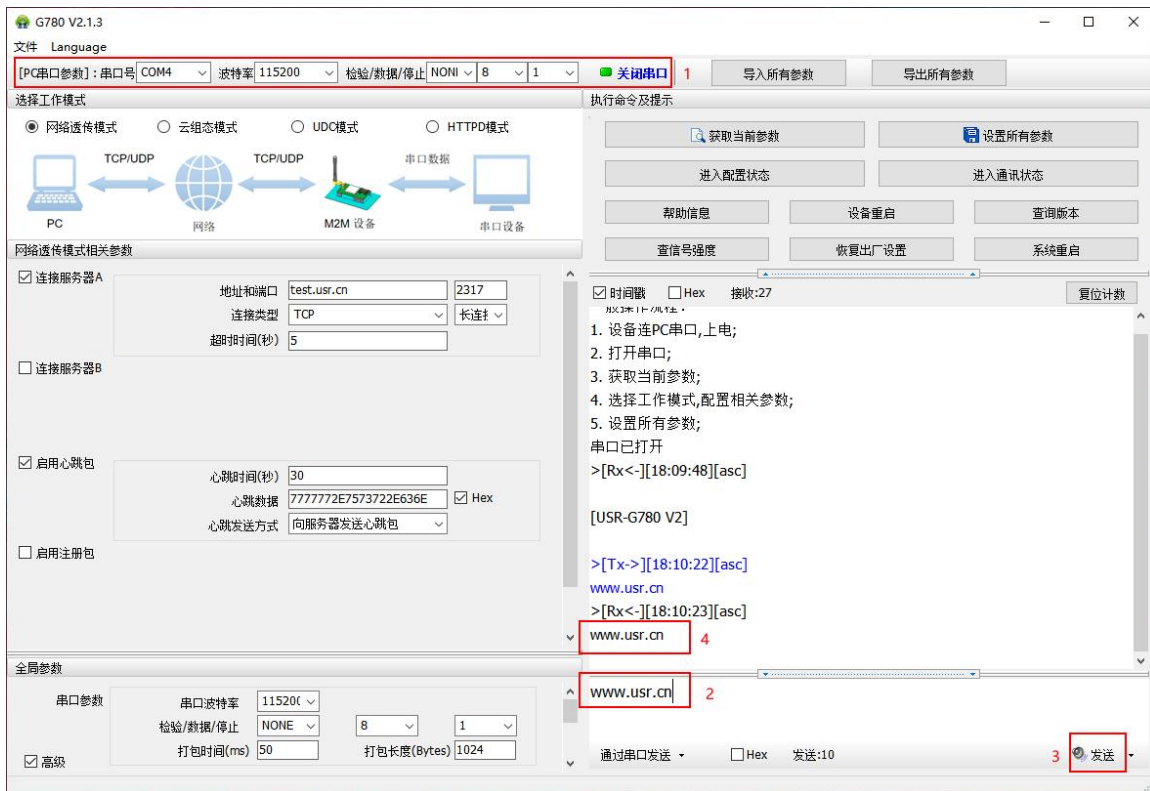 G780 V2.1.3
文件 Language
[PC串口参数]：串口号 COM4 波特率 115200 检验/数据/停止 NONI 8 1 关闭串口 1 导入所有参数 导出所有参数
选择工作模式
网络透传模式 云组态模式 UDC模式 HTTPD模式
TCP/UDP TCP/UDP 串口数据
PC 网络 M2M 设备 串口设备
网络透传模式相关参数
连接服务器A
地址和端口 test.usr.cn 2317
连接类型 TCP 长连接
超时时间(秒) 5
连接服务器B
启用心跳包
心跳时间(秒) 30
心跳数据 7777772E7573722E636E Hex
心跳发送方式 向服务器发送心跳包
启用注册包
全局参数
串口参数 串口波特率 11520(
检验/数据/停止 NONE 8 1
打包时间(ms) 50 打包长度(Bytes) 1024
高级
执行命令及提示
获取当前参数 设置所有参数
进入配置状态 进入通讯状态
帮助信息 设备重启 查询版本
查信号强度 恢复出厂设置 系统重启
时间戳 Hex 接收:27 复位计数
1. 设备连PC串口,上电;
2. 打开串口;
3. 获取当前参数;
4. 选择工作模式,配置相关参数;
5. 设置所有参数;
串口已打开
>[Rx<-][18:09:48][asc]
[USR-G780 V2]
>[Tx->][18:10:22][asc]
www.usr.cn
>[Rx<-][18:10:23][asc]
www.usr.cn 4
www.usr.cn 2
通过串口发送 Hex 发送:10 3 发送